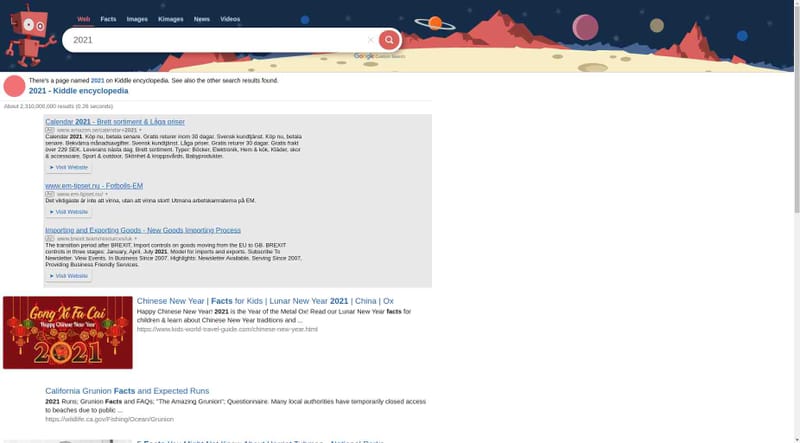 Web Facts Images Kimages News Videos
2021
Google Custom Search
There's a page named 2021 on Kiddle encyclopedia. See also the other search results found.
2021 - Kiddle encyclopedia
About 2,310,000,000 results (0.26 seconds)
Calendar 2021 - Brett sortiment & Låga priser
Ad www.amazon.se/calendar+2021
Calendar 2021. Köp nu, betala senare. Gratis returer inom 30 dagar. Svensk kundtjänst. Köp nu, betala
senare. Bekväma månadsavgifter. Svensk kundtjänst. Låga priser. Gratis returer 30 dagar. Gratis frakt
över 229 SEK. Leverans nästa dag. Brett sortiment. Typer: Böcker, Elektronik, Hem & kök, Kläder, skor
& accessoare, Sport & outdoor, Skönhet & kroppsvårds, Babyprodukter.
Visit Website
www.em-tipset.nu - Fotbolls-EM
Ad www.em-tipset.nu/
Det viktigaste är inte att vinna, utan att vinna stort! Utmana arbetskamraterna på EM.
Visit Website
Importing and Exporting Goods - New Goods Importing Process
Ad
The transition period after BREXIT, Import controls on goods moving from the EU to GB. BREXIT
controls in three stages: January, April, July 2021. Model for imports and exports. Subscribe To
Newsletter. View Events. In Business Since 2007. Highlights: Newsletter Available, Serving Since 2007,
Providing Business Friendly Services.
Visit Website
Gong Xi Fa Cai
Happy Chinese New Year
2021
Chinese New Year | Facts for Kids | Lunar New Year 2021 | China | Ox
Happy Chinese New Year! 2021 is the Year of the Metal Ox! Read our Lunar New Year facts for
children & learn about Chinese New Year traditions and ...
https://www.kids-world-travel-guide.com/chinese-new-year.html
California Grunion Facts and Expected Runs
2021 Runs; Grunion Facts and FAQs; "The Amazing Grunion"; Questionnaire. Many local authorities have temporarily closed access
to beaches due to public ...
https://wildlife.ca.gov/Fishing/Ocean/Grunion